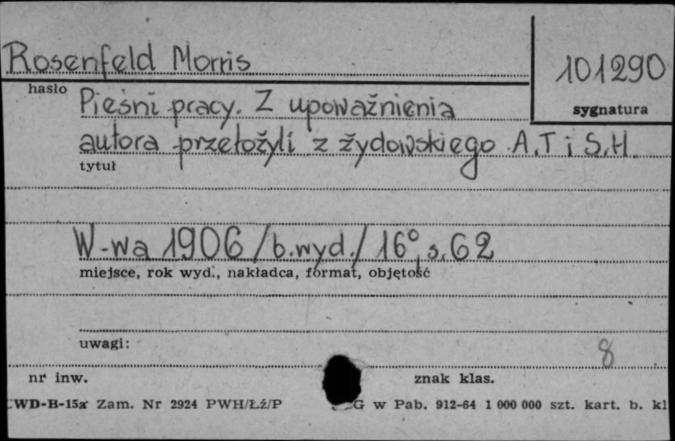 Rosenfeld Morris
101290
hasło
sygnatura
Pieśni pracy. Z upoważnienia
autora przełożyli z żydowskiego A.T i S.H.
tytuł
W-wa 1906 /b.wyd./ 16° s. 62
miejsce, rok wyd., nakładca, format, objętość
uwagi:
8
nr inw.
znak klas.
WD-B-15a Zam. Nr 2924 PWH/Łź/P G w Pab. 912-64 1 000 000 szt. kart. b. kl